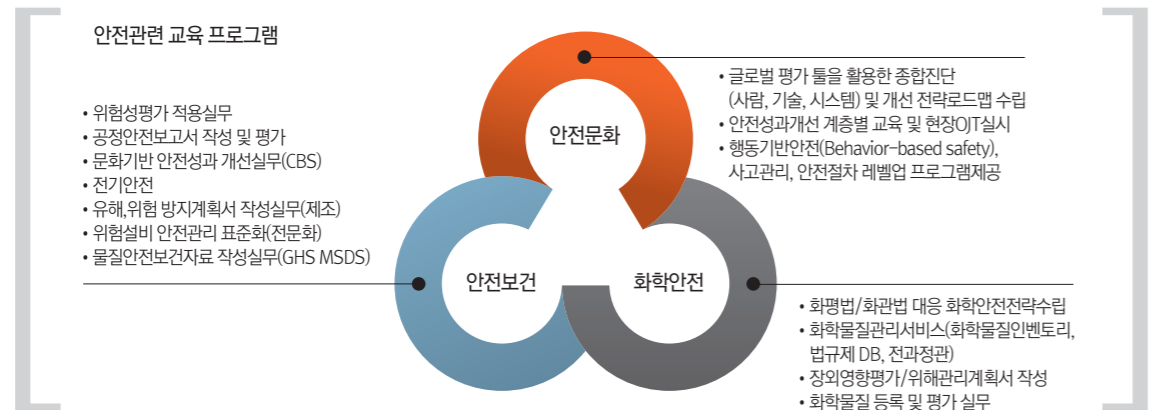 안전관련 교육 프로그램
• 위험성평가 적용실무
• 공정안전보고서 작성 및 평가
• 문화기반 안전성과 개선실무(CBS)
• 전기안전
• 유해,위험 방지계획서 작성실무(제조)
• 위험설비 안전관리 표준화(전문화)
• 물질안전보건자료 작성실무(GHS MSDS)
안전문화
• 글로벌 평가 툴을 활용한 종합진단
(사람, 기술, 시스템) 및 개선 전략로드맵 수립
• 안전성과개선 계층별 교육 및 현장OJT실시
• 행동기반안전(Behavior-based safety),
사고관리, 안전절차 레벨업 프로그램제공
안전보건
화학안전
• 화평법/화관법 대응 화학안전전략수립
• 화학물질관리서비스(화학물질인벤토리,
법규제 DB, 전과정관)
• 장외영향평가/위해관리계획서 작성
• 화학물질 등록 및 평가 실무